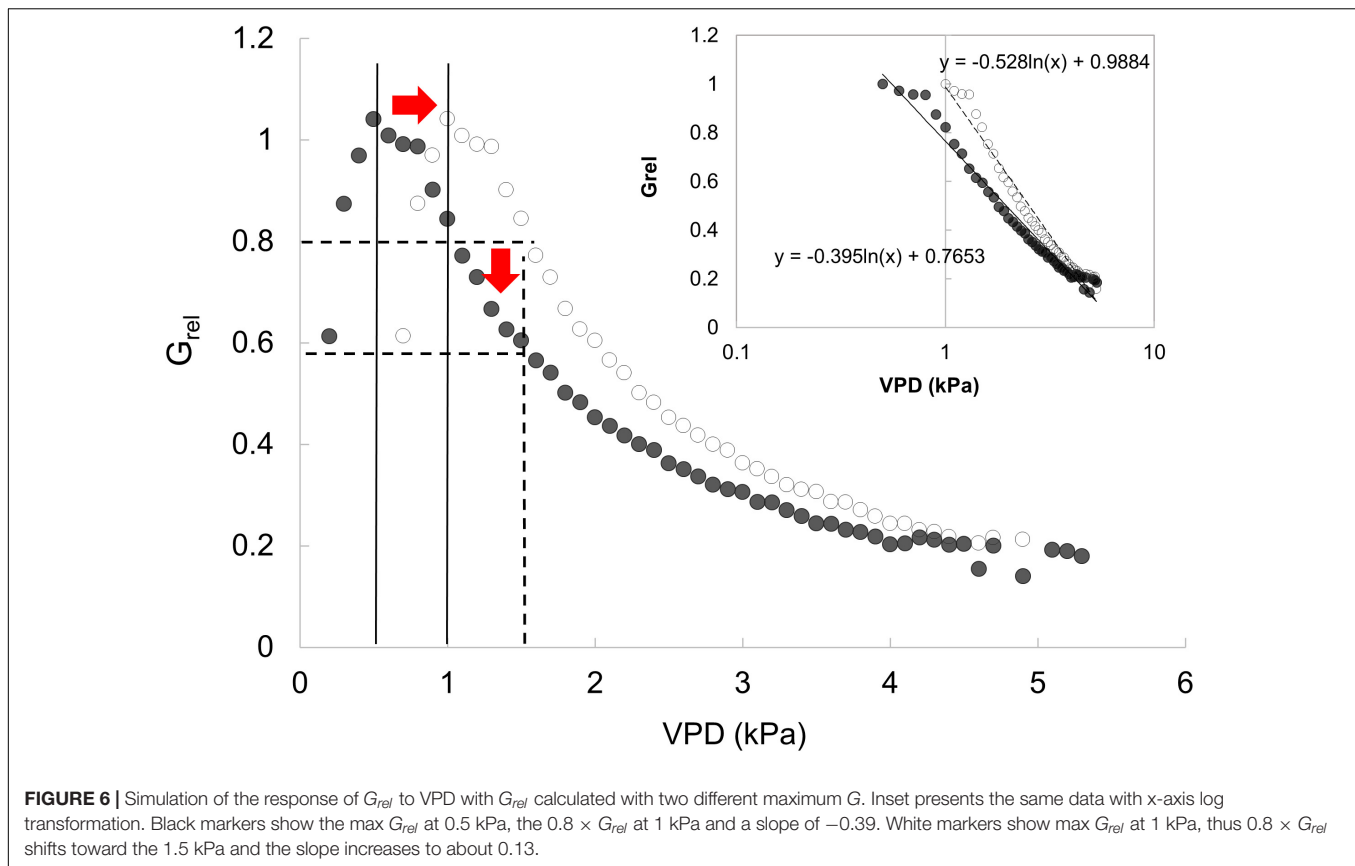 1.2
1
0.8
0.6
0.4
0.2
0
G_rel
0 1 2 3 4 5 6
VPD (kPa)
1.2
1
0.8
0.6
0.4
0.2
0
Grel
y = -0.528ln(x) + 0.9884
y = -0.395ln(x) + 0.7653
0.1 1 10
VPD (kPa)
FIGURE 6 | Simulation of the response of G_rel to VPD with G_rel calculated with two different maximum G. Inset presents the same data with x-axis log
transformation. Black markers show the max G_rel at 0.5 kPa, the 0.8 × G_rel at 1 kPa and a slope of −0.39. White markers show max G_rel at 1 kPa, thus 0.8 × G_rel
shifts toward the 1.5 kPa and the slope increases to about 0.13.